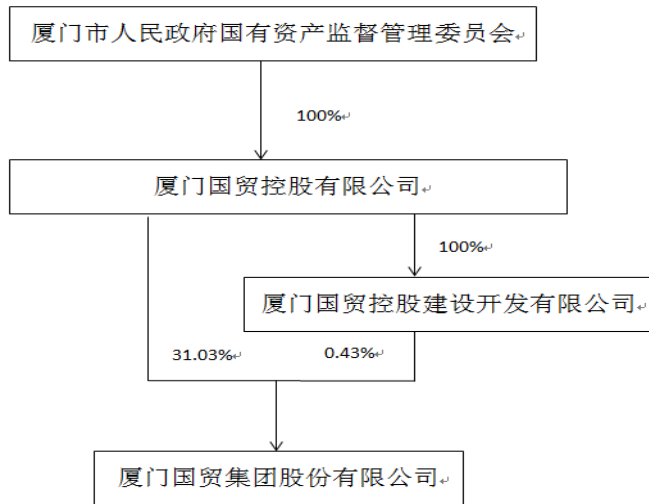 厦门市人民政府国有资产监督管理委员会
100%
厦门国贸控股有限公司
100%
厦门国贸控股建设开发有限公司
31.03%
0.43%
厦门国贸集团股份有限公司